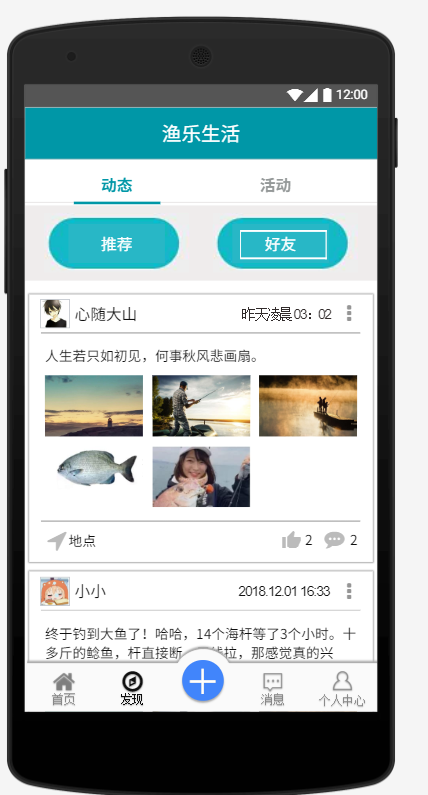 12:00
渔乐生活
动态 活动
推荐 好友
心随大山 昨天凌晨03：02
人生若只如初见，何事秋风悲画扇。
地点 2 2
小小 2018.12.01 16:33
终于钓到大鱼了！哈哈，14个海杆等了3个小时。十
多斤的鲶鱼，杆直接断 拉，那感觉真的兴
首页 发现 消息 个人中心